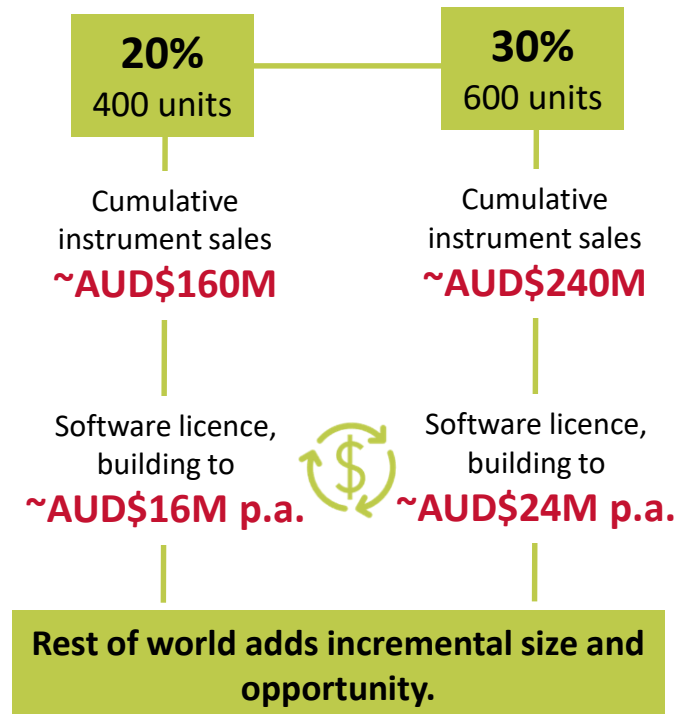 20%
400 units
30%
600 units
Cumulative
instrument sales
~AUD$160M
Cumulative
instrument sales
~AUD$240M
Software licence,
building to
~AUD$16M p.a.
$
Software licence,
building to
~AUD$24M p.a.
Rest of world adds incremental size and
opportunity.